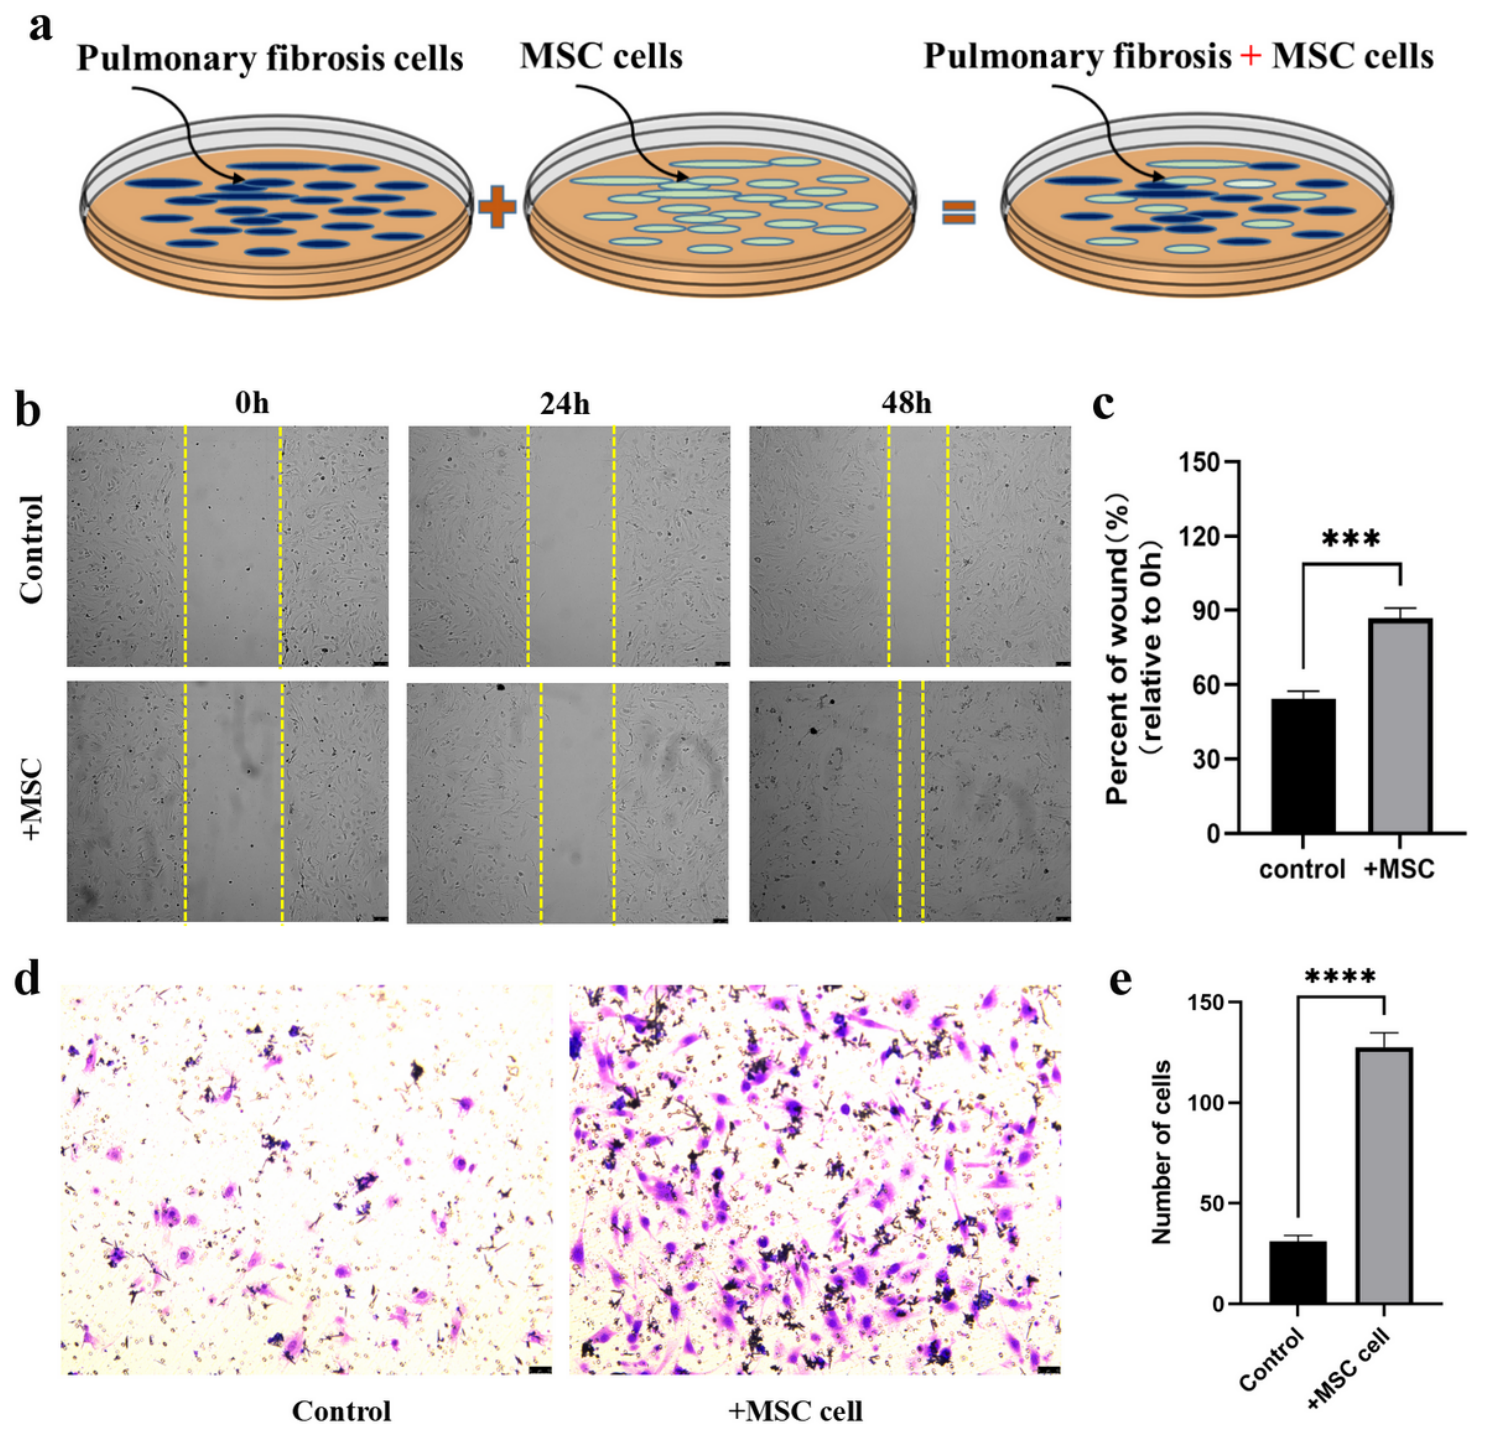 a
Pulmonary fibrosis cells
MSC cells
Pulmonary fibrosis + MSC cells
b
0h
24h
48h
Control
+MSC
c
150
120
90
60
30
0
Percent of wound(%)
(relative to 0h)
***
control
+MSC
d
Control
+MSC cell
e
150
100
50
0
Number of cells
****
Control
+MSC cell